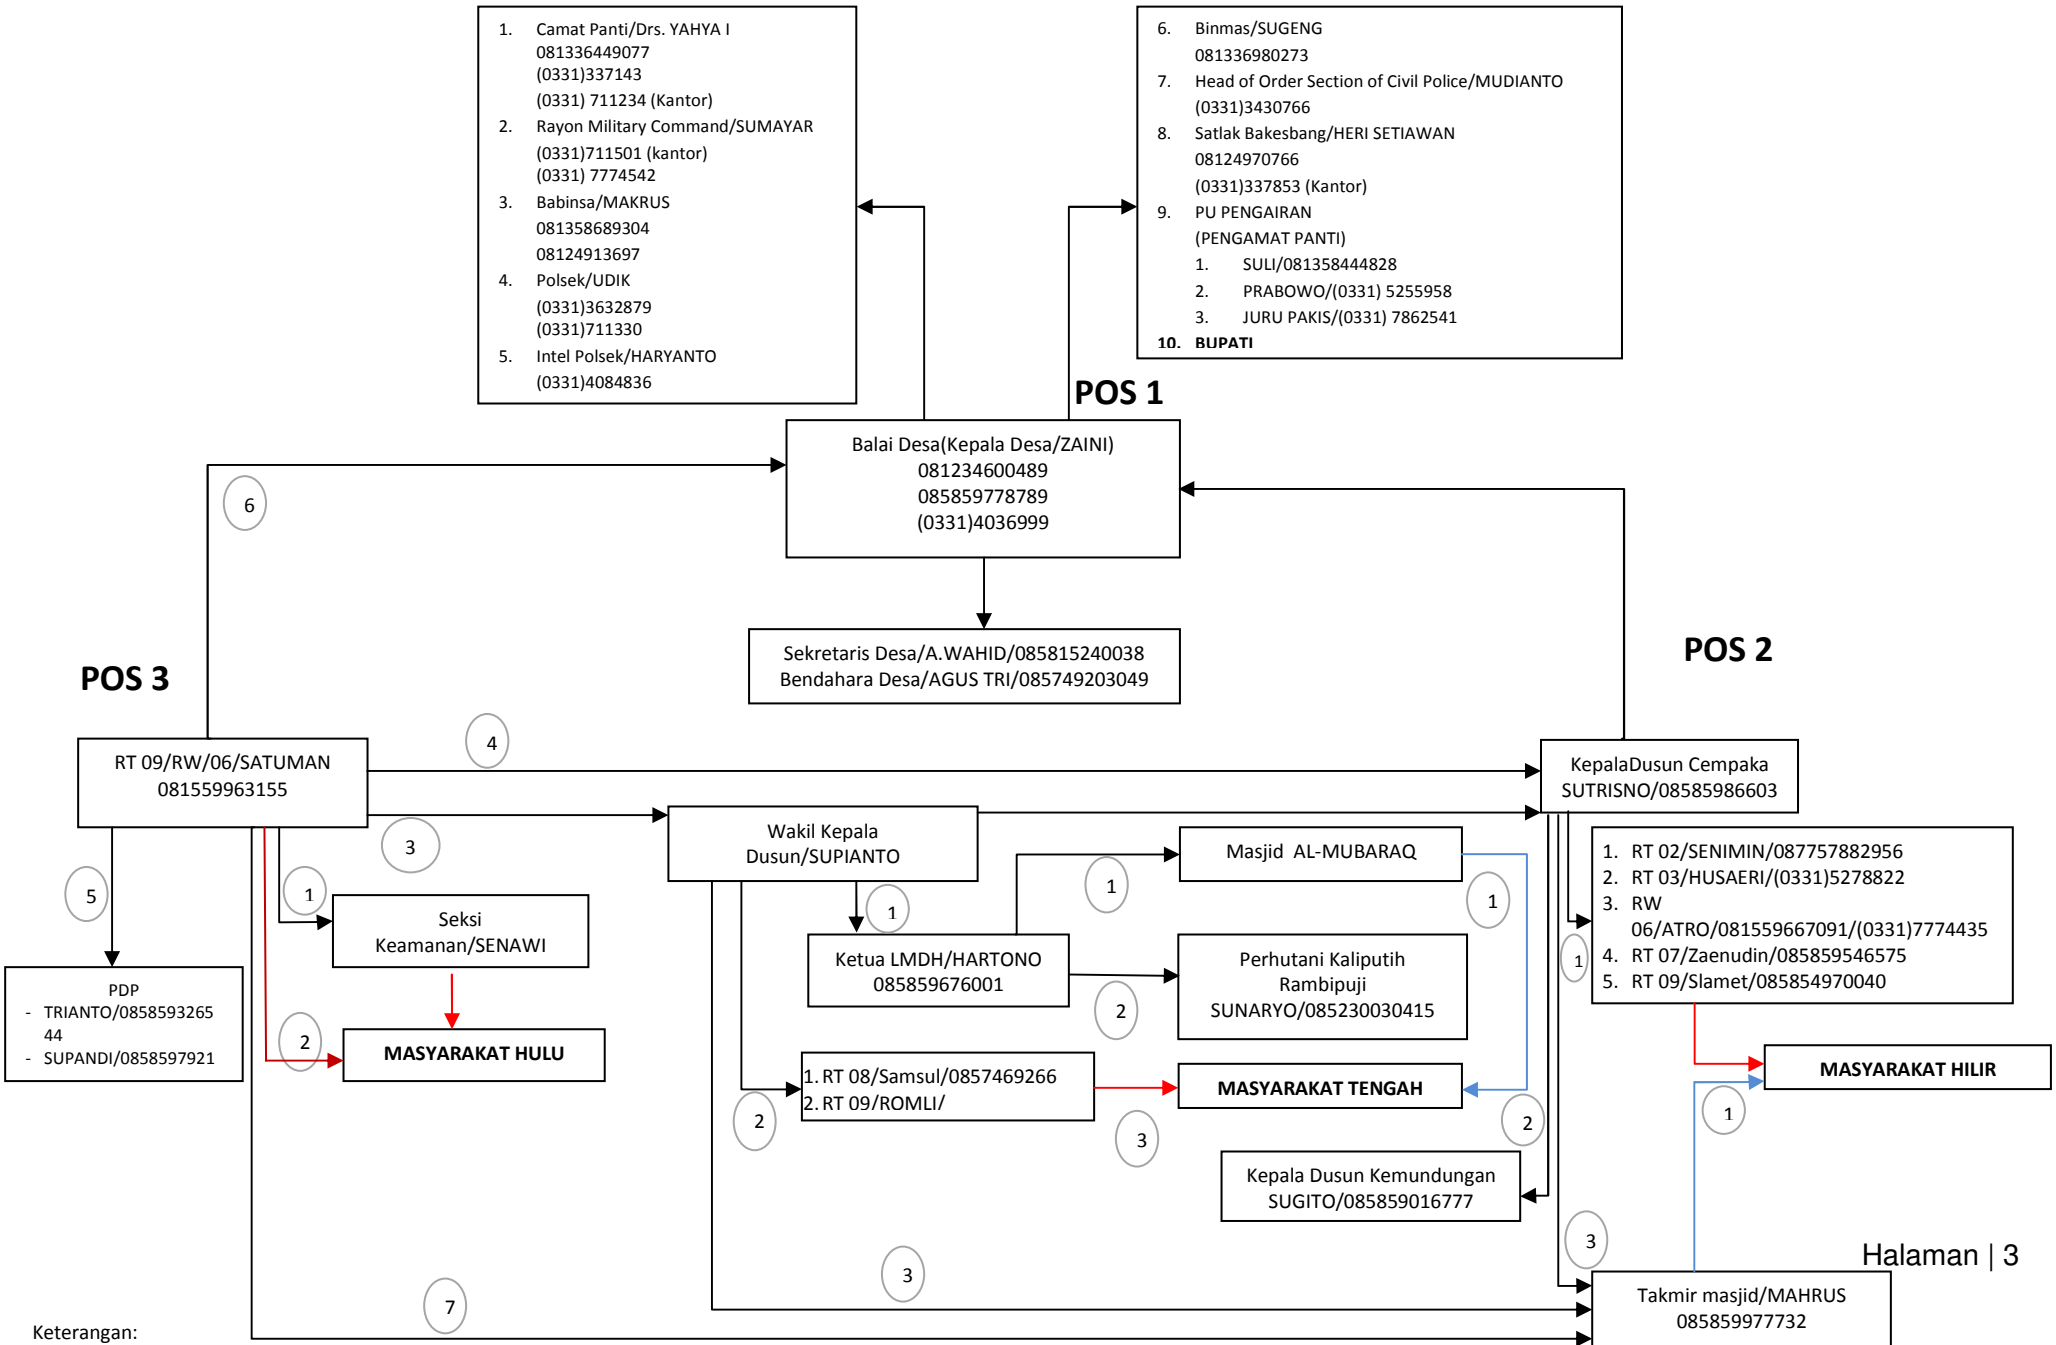 1. Camat Panti/Drs. YAHYA I
081336449077
(0331)337143
(0331) 711234 (Kantor)
2. Rayon Military Command/SUMAYAR
(0331)711501 (kantor)
(0331) 7774542
3. Babinsa/MAKRUS
081358689304
08124913697
4. Polsek/UDIK
(0331)3632879
(0331)711330
5. Intel Polsek/HARYANTO
(0331)4084836
6. Binmas/SUGENG
081336980273
7. Head of Order Section of Civil Police/MUDIANTO
(0331)3430766
8. Satlak Bakesbang/HERI SETIAWAN
08124970766
(0331)337853 (Kantor)
9. PU PENGAIRAN
(PENGAMAT PANTI)
1. SULI/081358444828
2. PRABOWO/(0331) 5255958
3. JURU PAKIS/(0331) 7862541
10. BUPATI
POS 1
Balai Desa(Kepala Desa/ZAINI)
081234600489
085859778789
(0331)4036999
6
Sekretaris Desa/A.WAHID/085815240038
Bendahara Desa/AGUS TRI/085749203049
POS 2
POS 3
4
RT 09/RW/06/SATUMAN
081559963155
KepalaDusun Cempaka
SUTRISNO/08585986603
3
Wakil Kepala
Dusun/SUPIANTO
Masjid  AL-MUBARAQ
1
1
1. RT 02/SENIMIN/087757882956
2. RT 03/HUSAERI/(0331)5278822
3. RW
06/ATRO/081559667091/(0331)7774435
4. RT 07/Zaenudin/085859546575
5. RT 09/Slamet/085854970040
1
5
1
Seksi
Keamanan/SENAWI
1
Ketua LMDH/HARTONO
085859676001
2
Perhutani Kaliputih
Rambipuji
SUNARYO/085230030415
PDP
- TRIANTO/0858593265
44
- SUPANDI/0858597921
2
MASYARAKAT HULU
1. RT 08/Samsul/0857469266
2. RT 09/ROMLI/
2
3
MASYARAKAT TENGAH
2
MASYARAKAT HILIR
1
Kepala Dusun Kemundungan
SUGITO/085859016777
3
Halaman | 3
3
7
Takmir masjid/MAHRUS
085859977732
Keterangan: